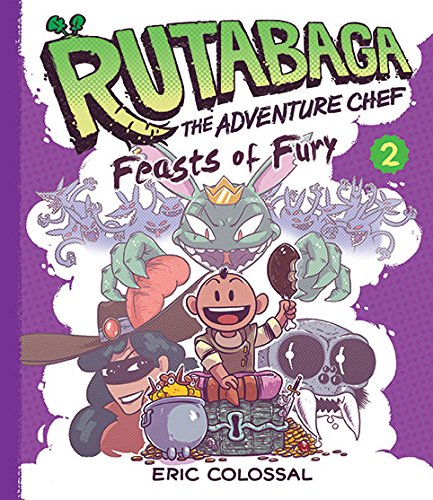 RUTABAGA
THE ADVENTURE CHEF
Feasts of Fury
2
ERIC COLOSSAL